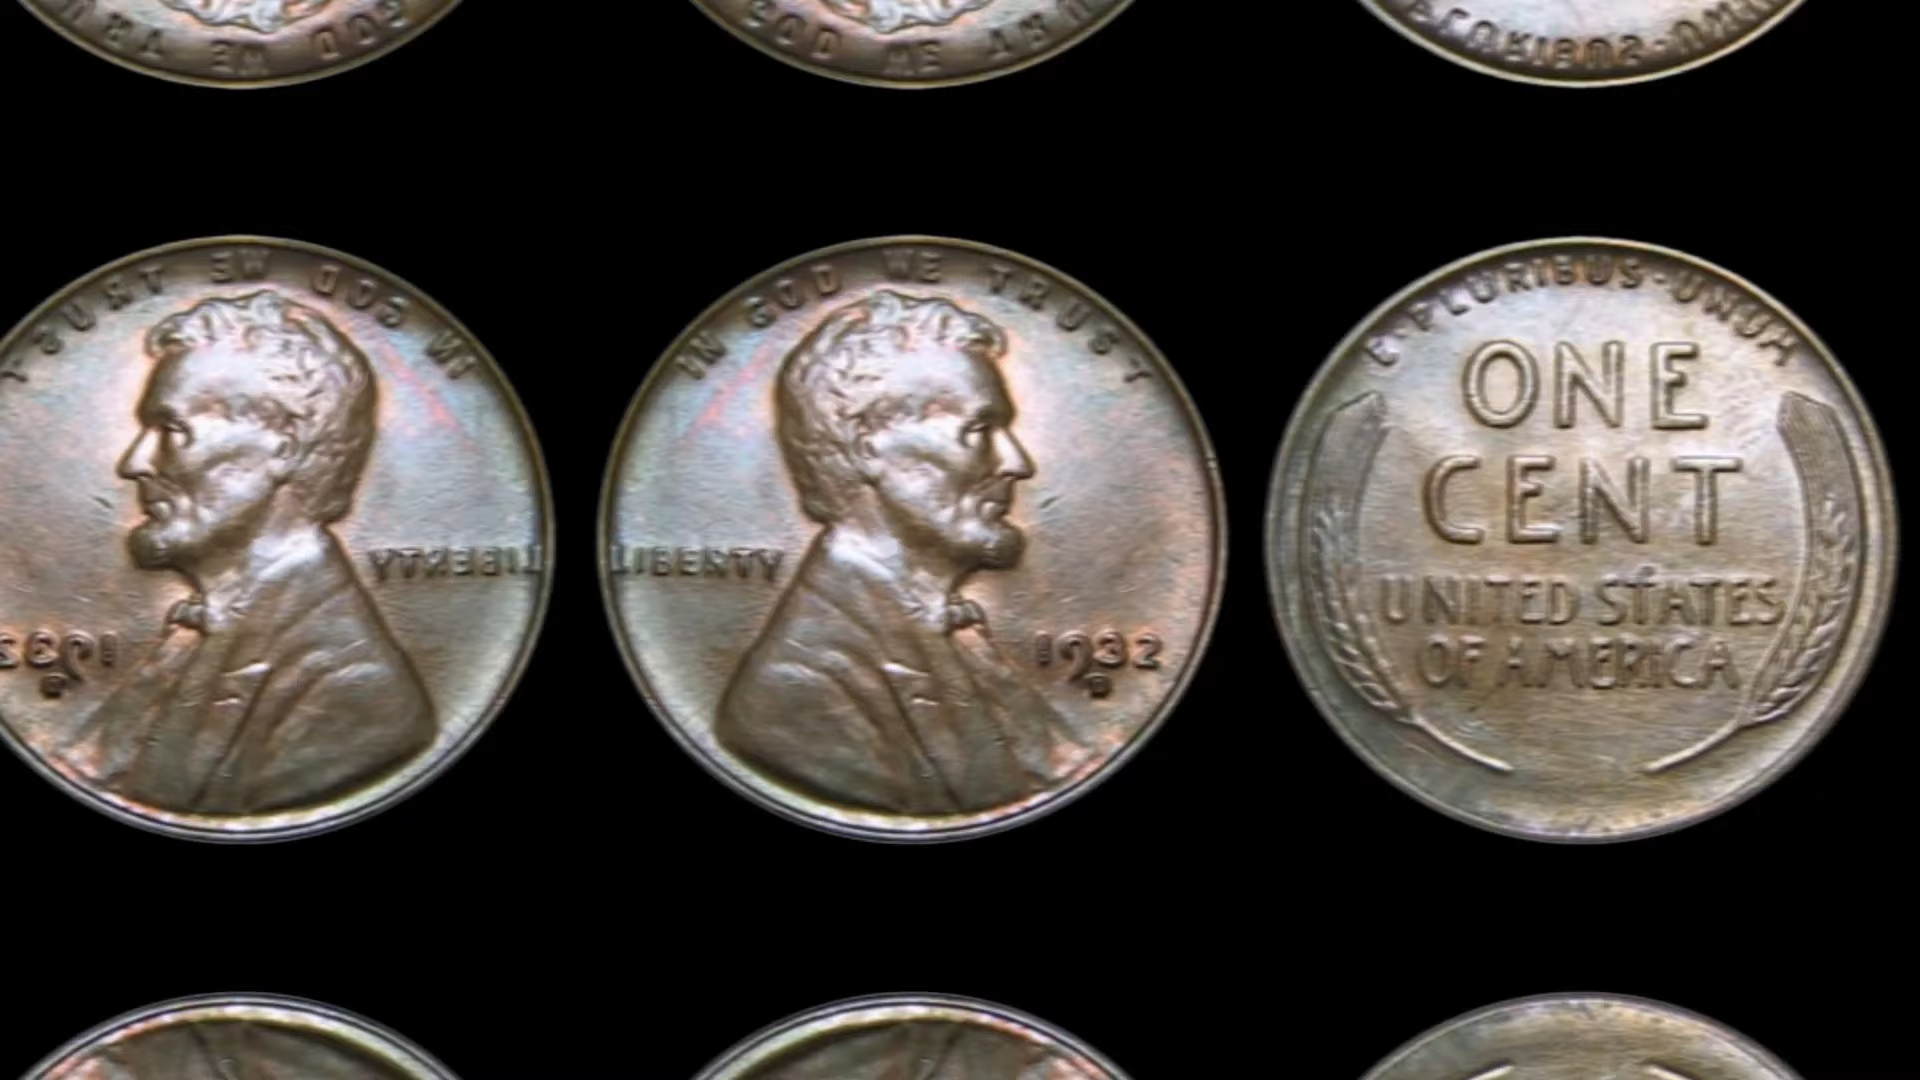 IN GOD WE TRUST
LIBERTY
1932
D
E·PLURIBUS·UNUM
ONE
CENT
UNITED STATES
OF AMERICA